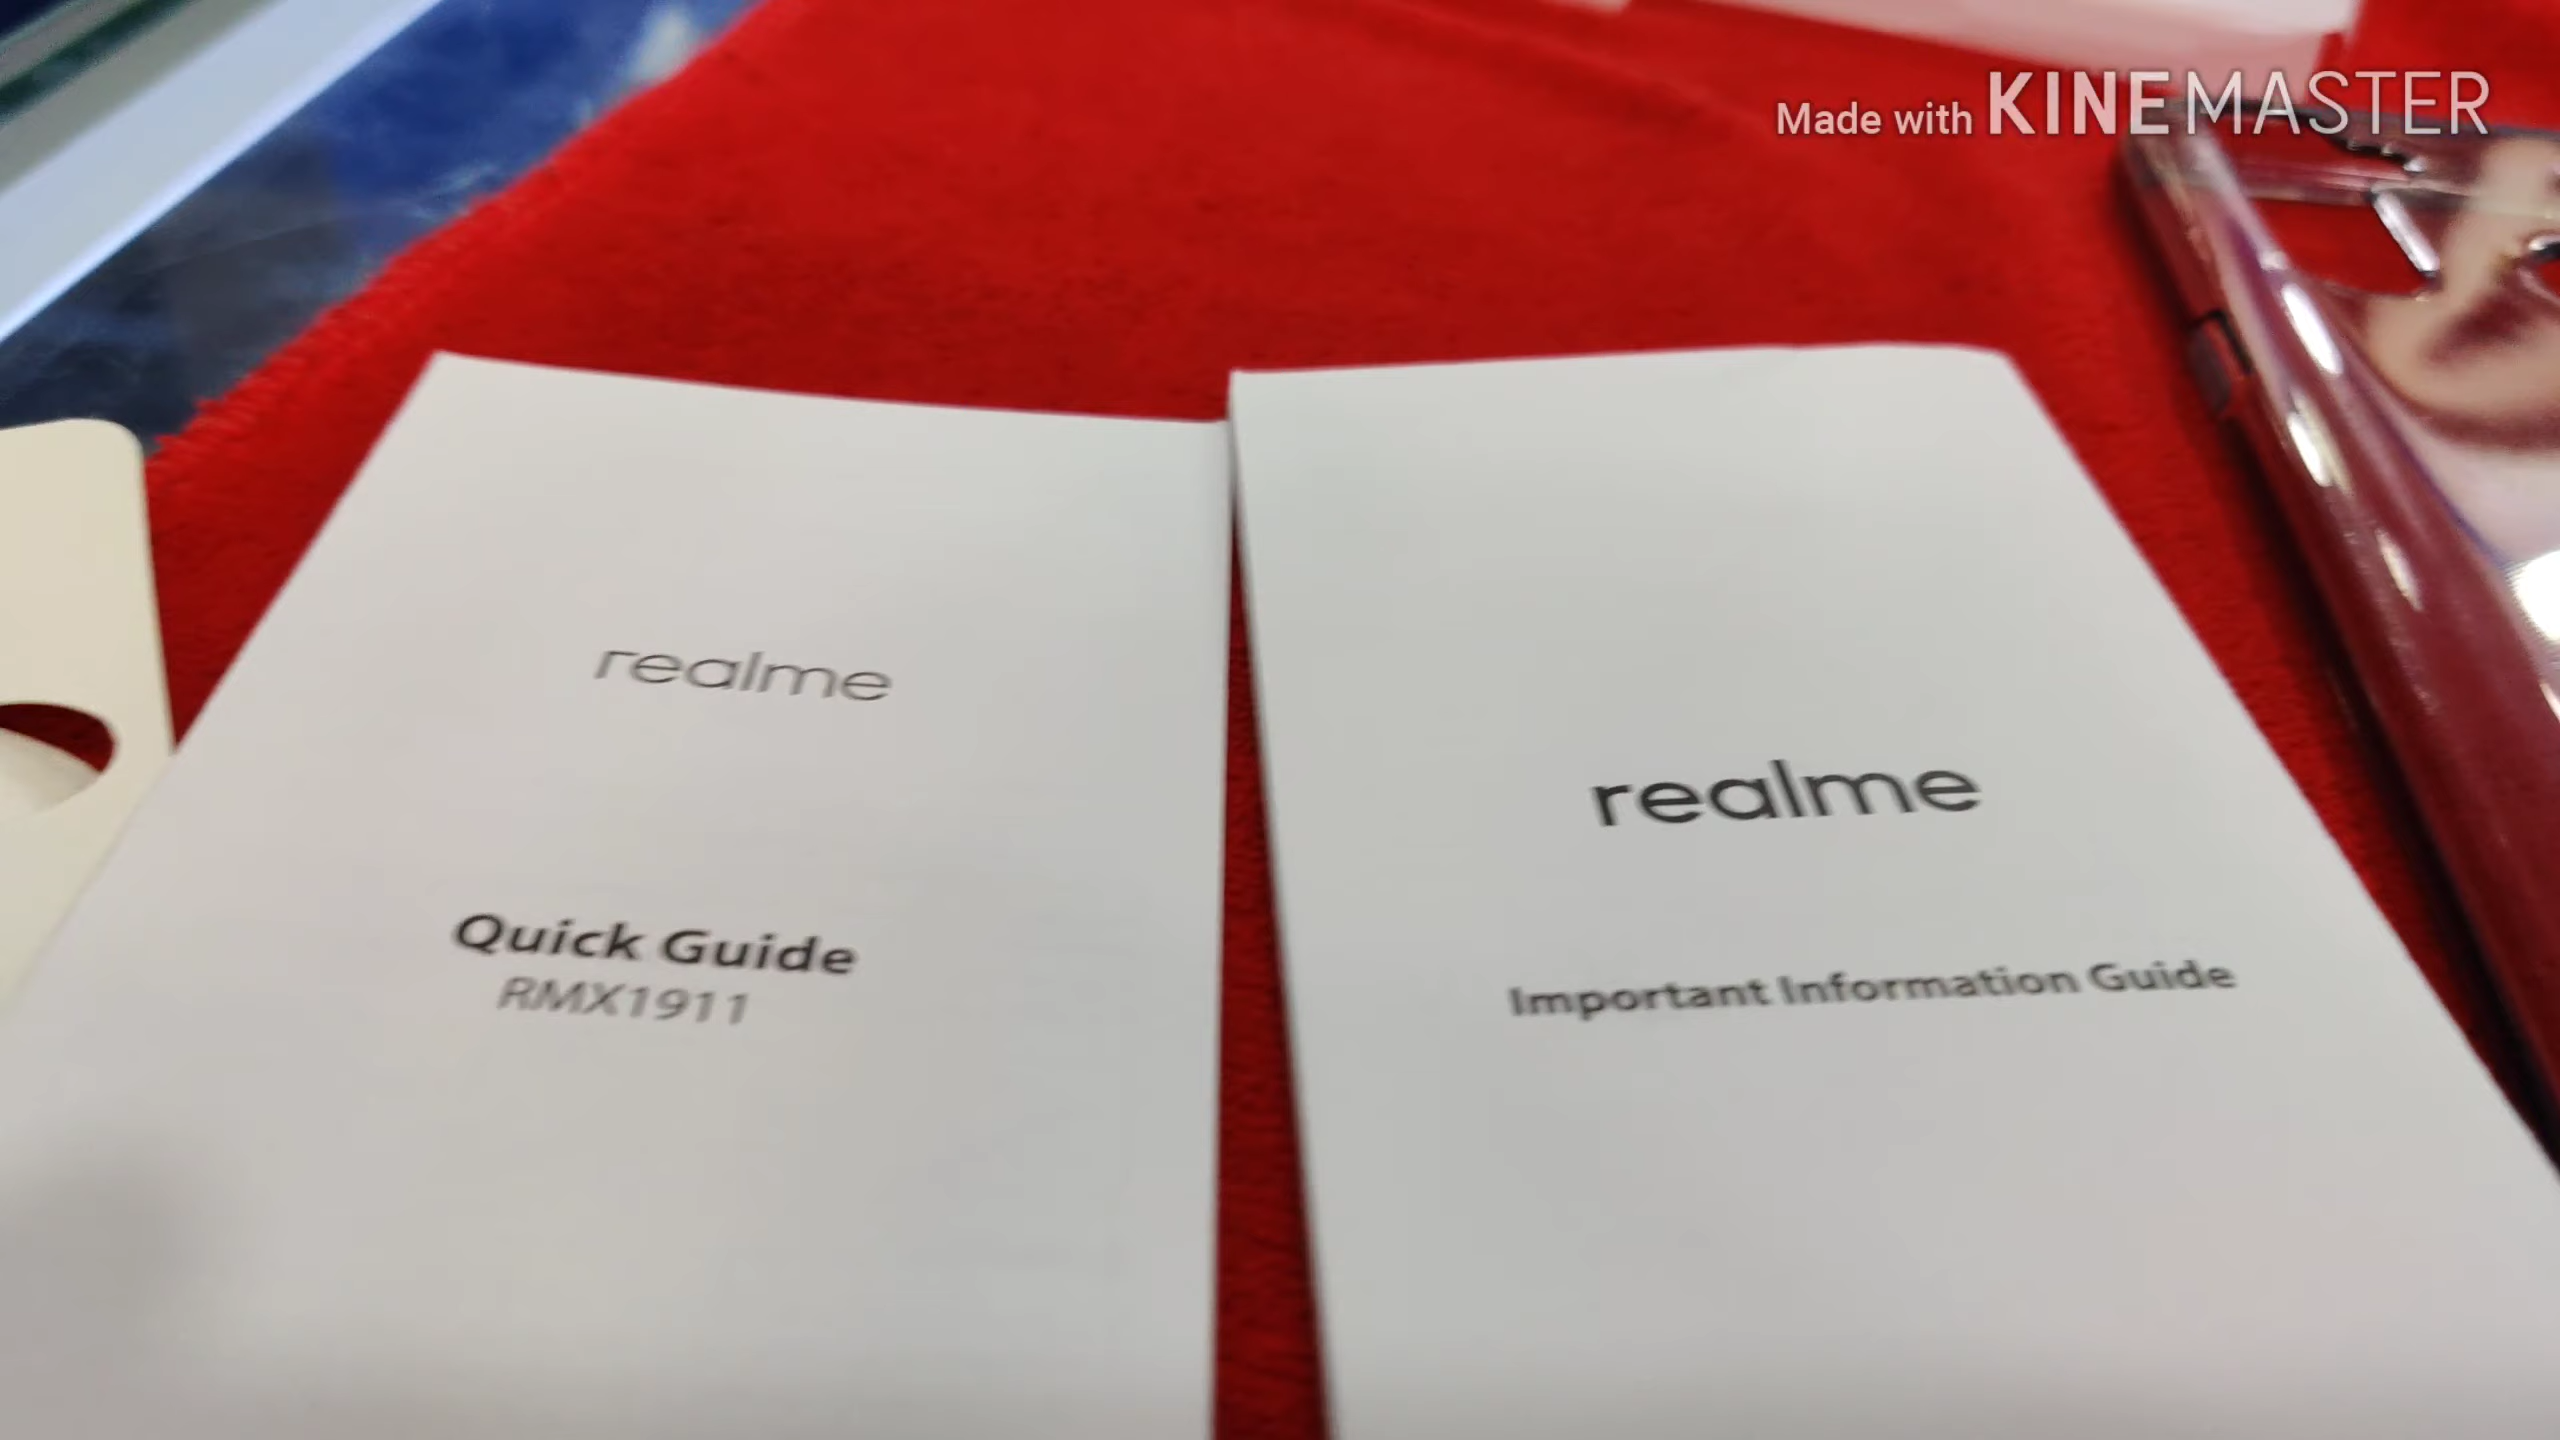 Made with KINEMASTER
realme
Quick Guide
RMX1911
realme
Important Information Guide